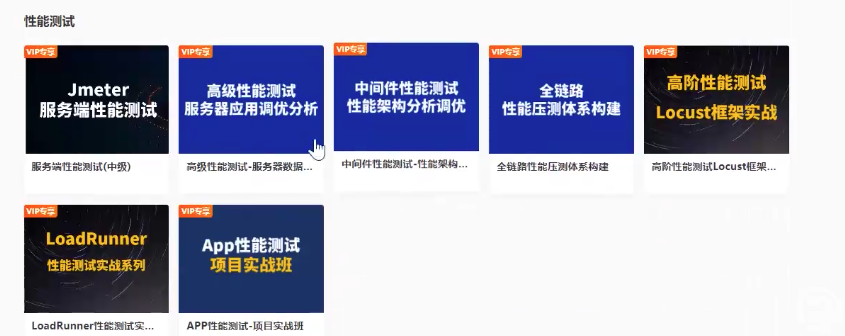 性能测试
VIP专享
Jmeter
服务端性能测试
服务端性能测试(中级)
VIP专享
高级性能测试
服务器应用调优分析
高级性能测试-服务器数据...
VIP专享
中间件性能测试
性能架构分析调优
中间件性能测试-性能架构...
VIP专享
全链路
性能压测体系构建
全链路性能压测体系构建
VIP专享
高阶性能测试
Locust框架实战
高阶性能测试Locust框架...
VIP专享
LoadRunner
性能测试实战系列
LoadRunner性能测试实...
VIP专享
App性能测试
项目实战班
APP性能测试-项目实战班